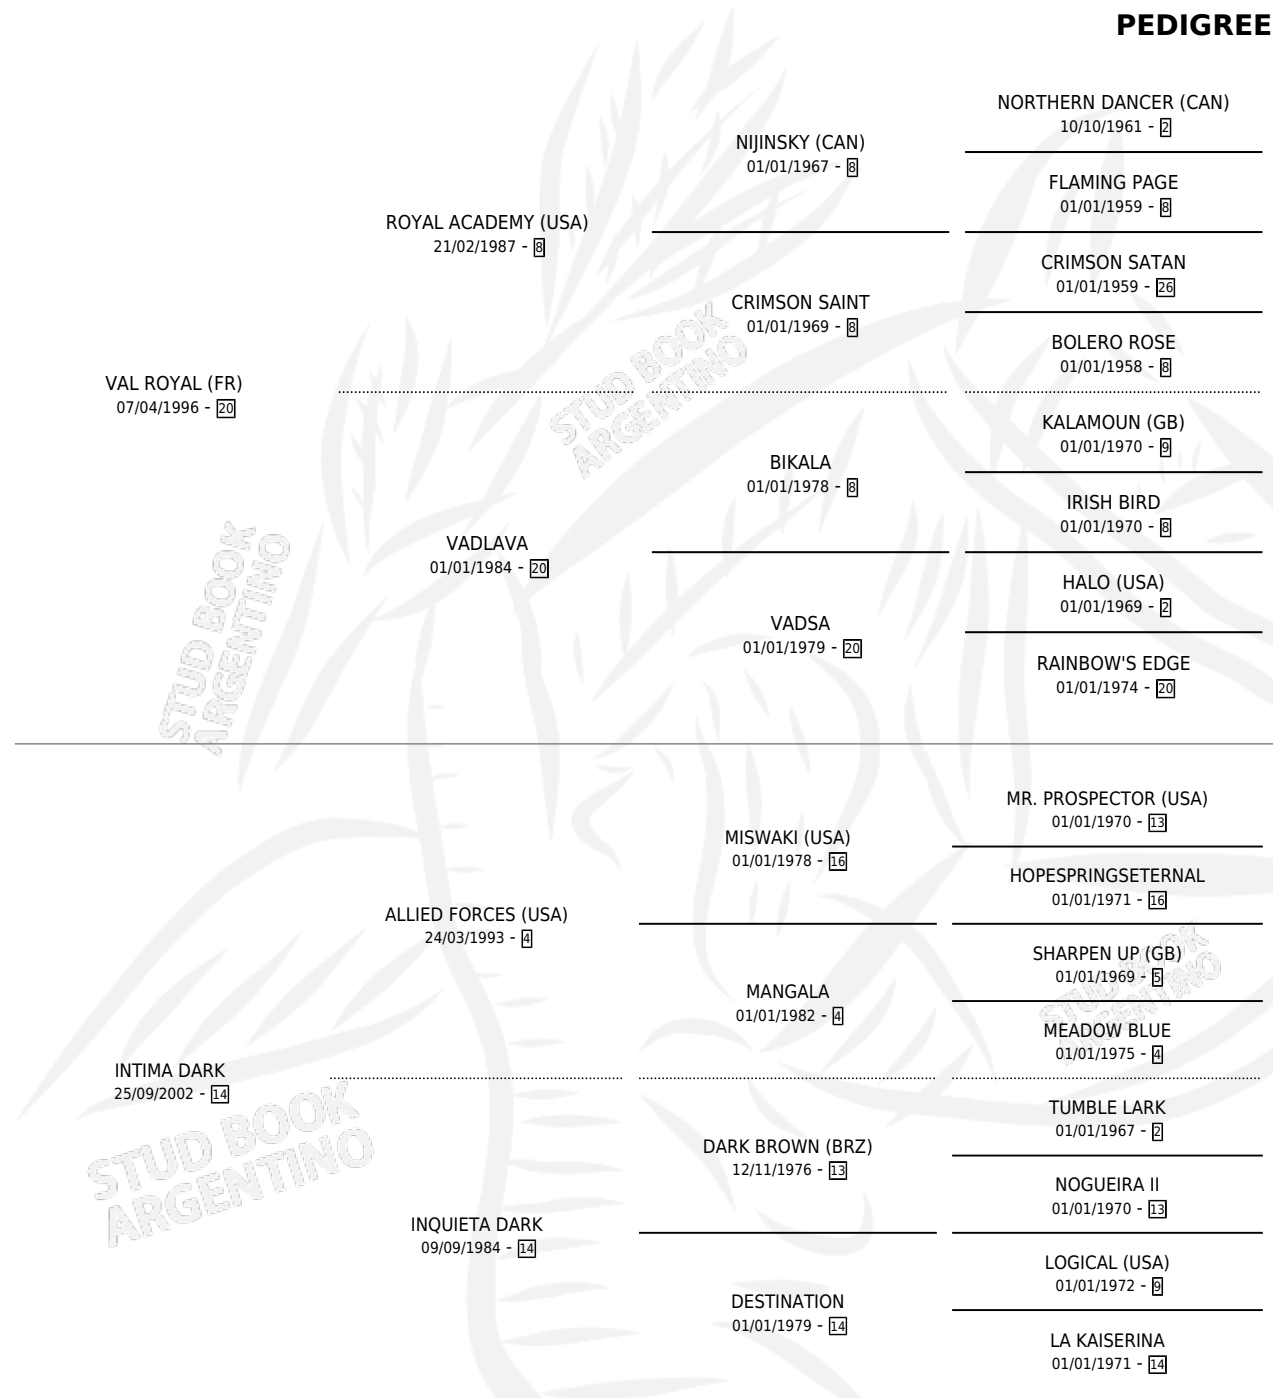 PEDIGREE
NORTHERN DANCER (CAN)
10/10/1961 - 2
NIJINSKY (CAN)
01/01/1967 - 8
FLAMING PAGE
01/01/1959 - 8
ROYAL ACADEMY (USA)
21/02/1987 - 8
CRIMSON SATAN
01/01/1959 - 26
CRIMSON SAINT
01/01/1969 - 8
BOLERO ROSE
01/01/1958 - 8
VAL ROYAL (FR)
07/04/1996 - 20
KALAMOUN (GB)
01/01/1970 - 9
BIKALA
01/01/1978 - 8
IRISH BIRD
01/01/1970 - 8
VADLAVA
01/01/1984 - 20
HALO (USA)
01/01/1969 - 2
VADSA
01/01/1979 - 20
RAINBOW'S EDGE
01/01/1974 - 20
MR. PROSPECTOR (USA)
01/01/1970 - 13
MISWAKI (USA)
01/01/1978 - 16
HOPESPRINGSETERNAL
01/01/1971 - 16
ALLIED FORCES (USA)
24/03/1993 - 4
SHARPEN UP (GB)
01/01/1969 - 5
MANGALA
01/01/1982 - 4
MEADOW BLUE
01/01/1975 - 4
INTIMA DARK
25/09/2002 - 14
TUMBLE LARK
01/01/1967 - 2
DARK BROWN (BRZ)
12/11/1976 - 13
NOGUEIRA II
01/01/1970 - 13
INQUIETA DARK
09/09/1984 - 14
LOGICAL (USA)
01/01/1972 - 9
DESTINATION
01/01/1979 - 14
LA KAISERINA
01/01/1971 - 14
STUD BOOK
ARGENTINO
STUD BOOK
ARGENTINO
STUD BOOK
ARGENTINO
STUD BOOK
ARGENTINO